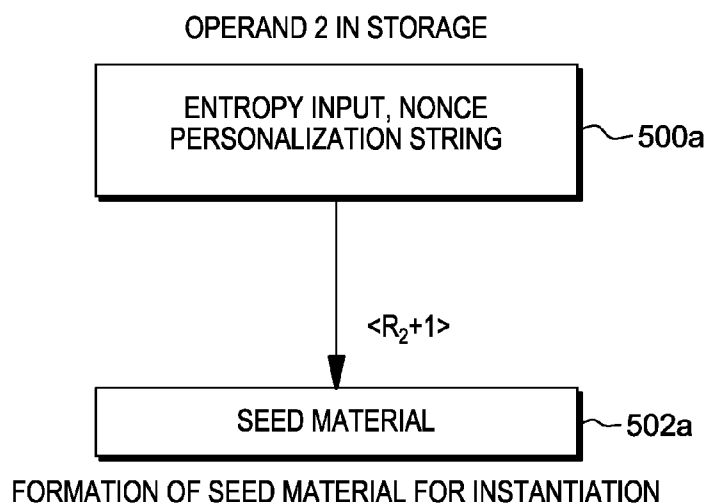 OPERAND 2 IN STORAGE
ENTROPY INPUT, NONCE
PERSONALIZATION STRING
500a
<R₂+1>
SEED MATERIAL
502a
FORMATION OF SEED MATERIAL FOR INSTANTIATION